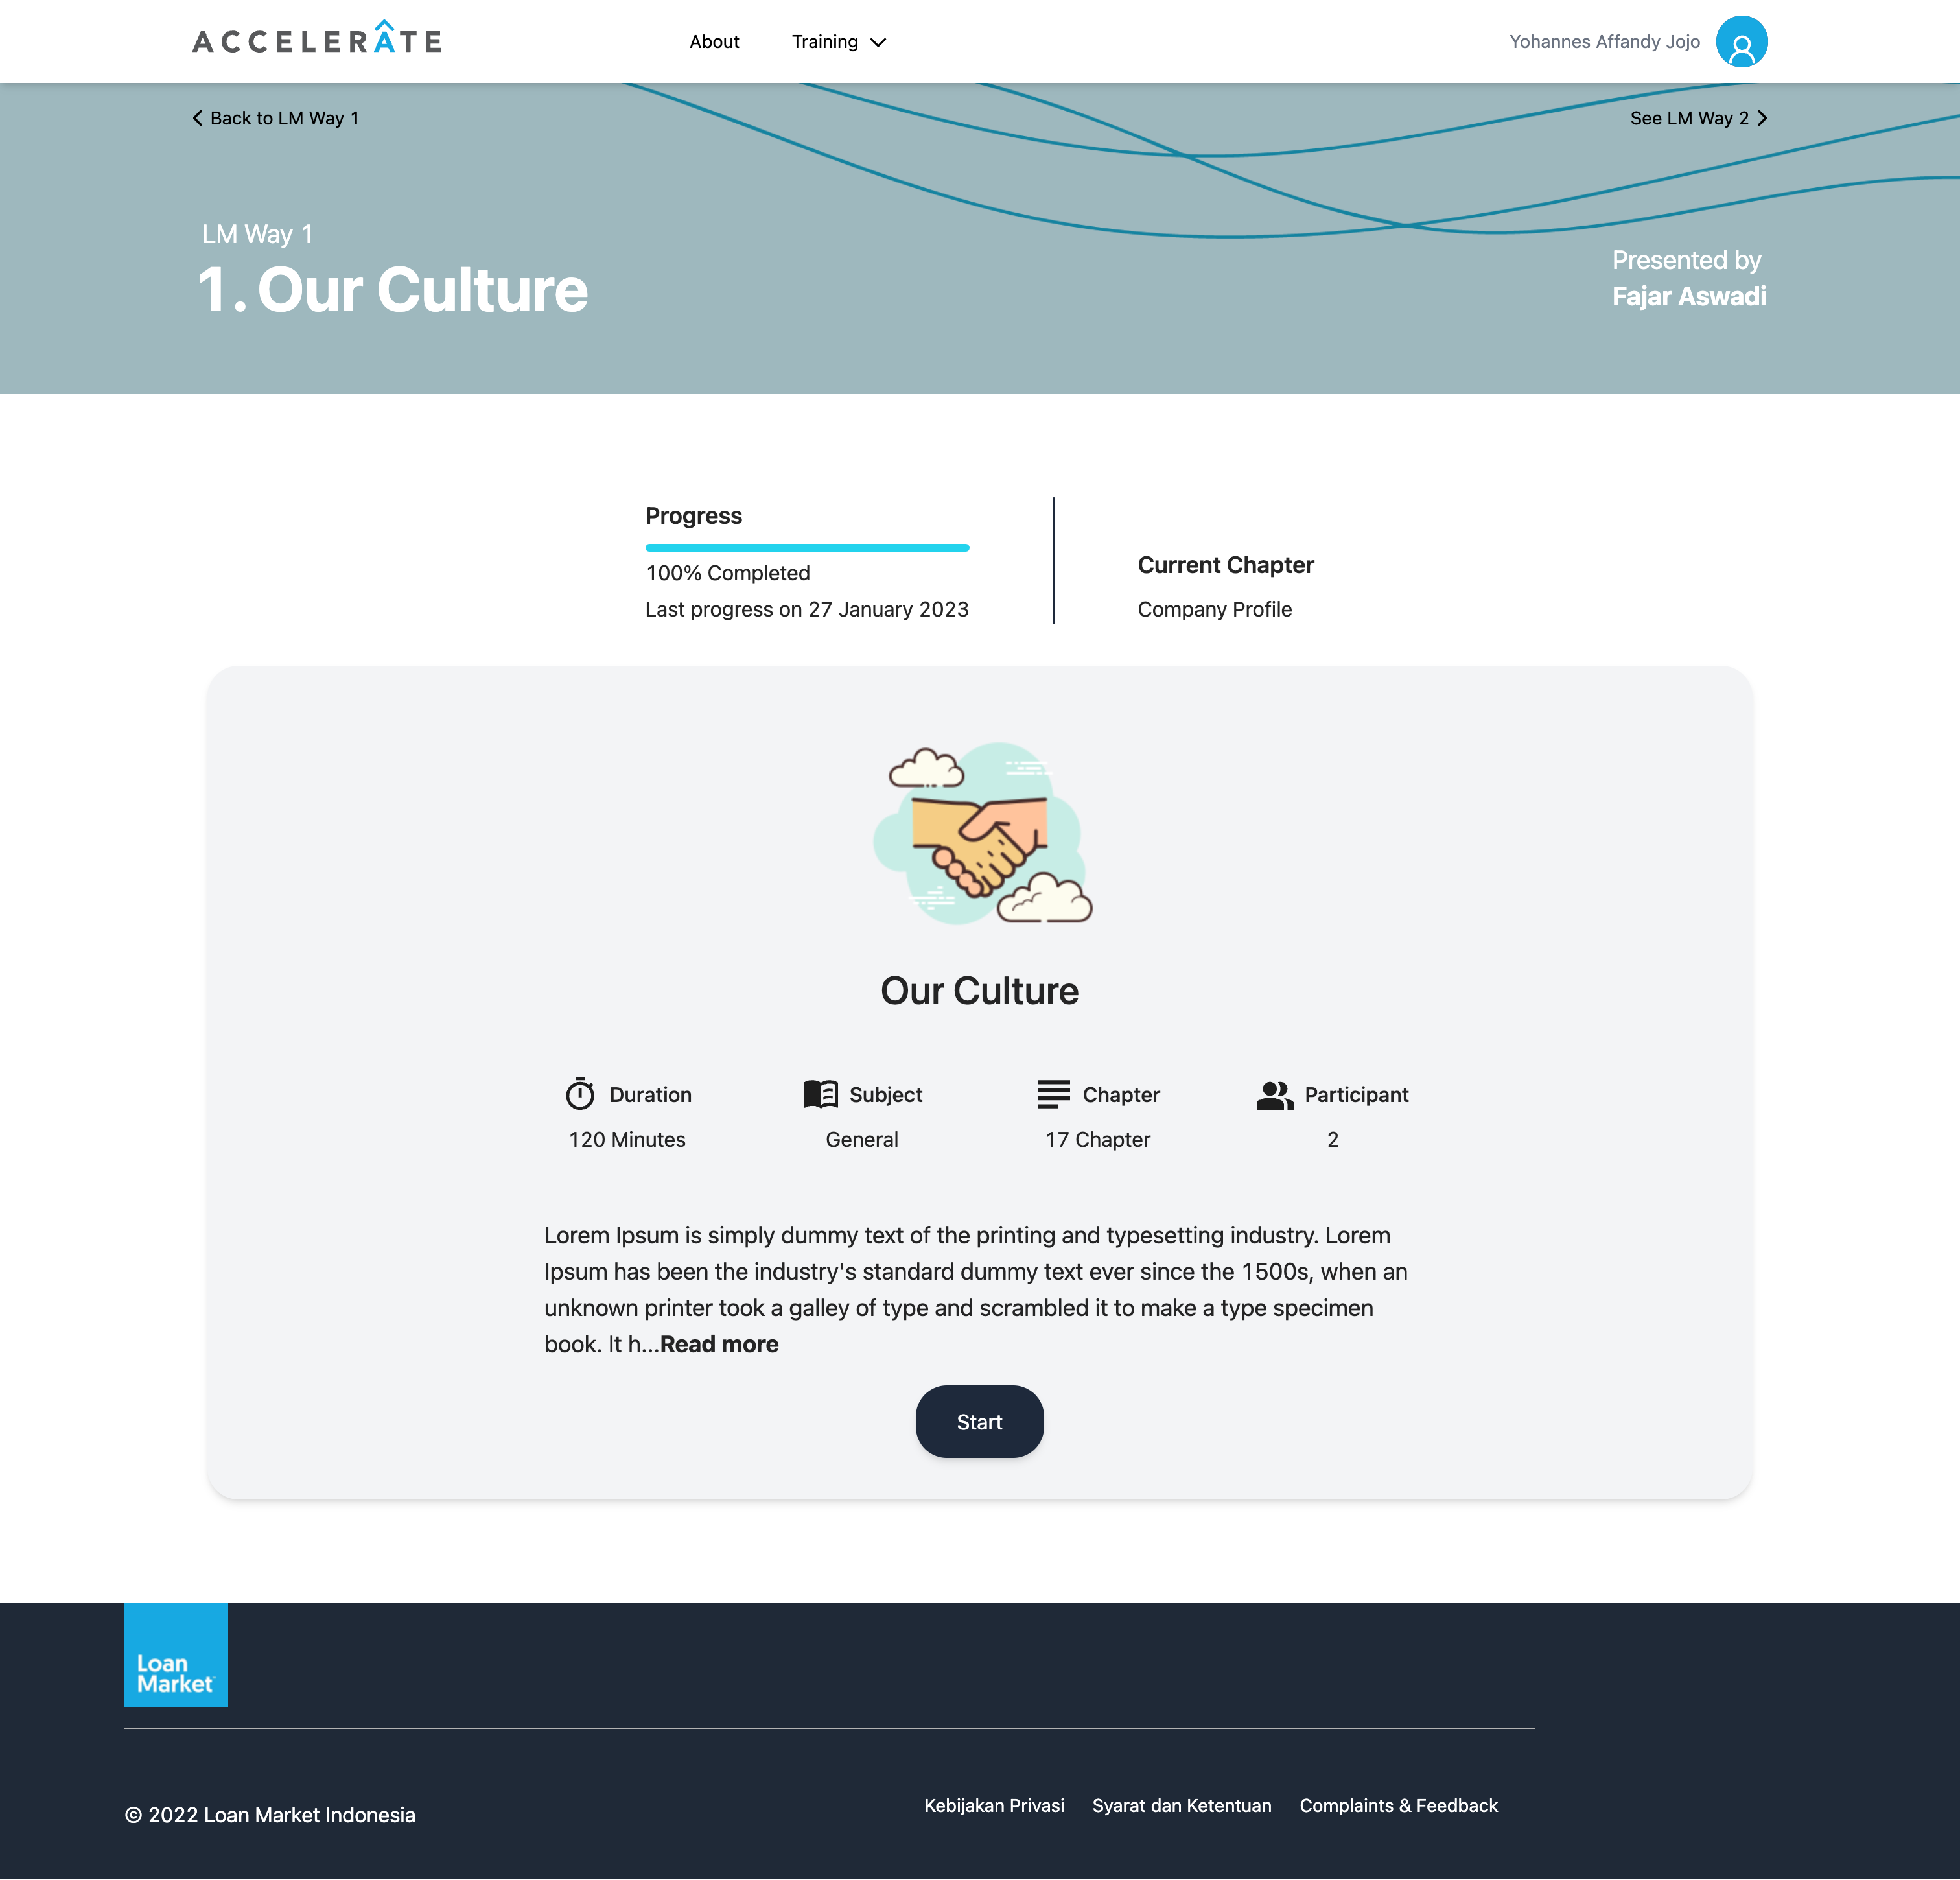 ACCELERATE
About
Training
Yohannes Affandy Jojo
Back to LM Way 1
See LM Way 2
LM Way 1
1. Our Culture
Presented by
Fajar Aswadi
Progress
100% Completed
Last progress on 27 January 2023
Current Chapter
Company Profile
Our Culture
Duration
120 Minutes
Subject
General
Chapter
17 Chapter
Participant
2
Lorem Ipsum is simply dummy text of the printing and typesetting industry. Lorem
Ipsum has been the industry's standard dummy text ever since the 1500s, when an
unknown printer took a galley of type and scrambled it to make a type specimen
book. It h...Read more
Start
Loan
Market™
© 2022 Loan Market Indonesia
Kebijakan Privasi
Syarat dan Ketentuan
Complaints & Feedback